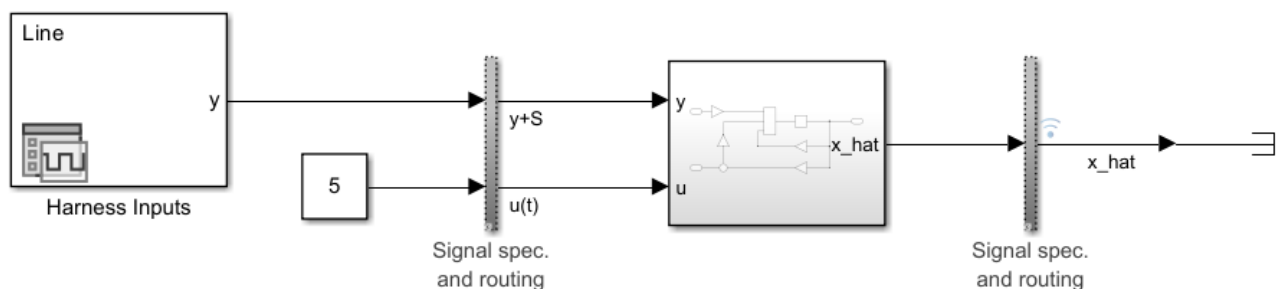 Line
y
Harness Inputs
5
y+S
u(t)
Signal spec.
and routing
y
u
x_hat
x_hat
Signal spec.
and routing